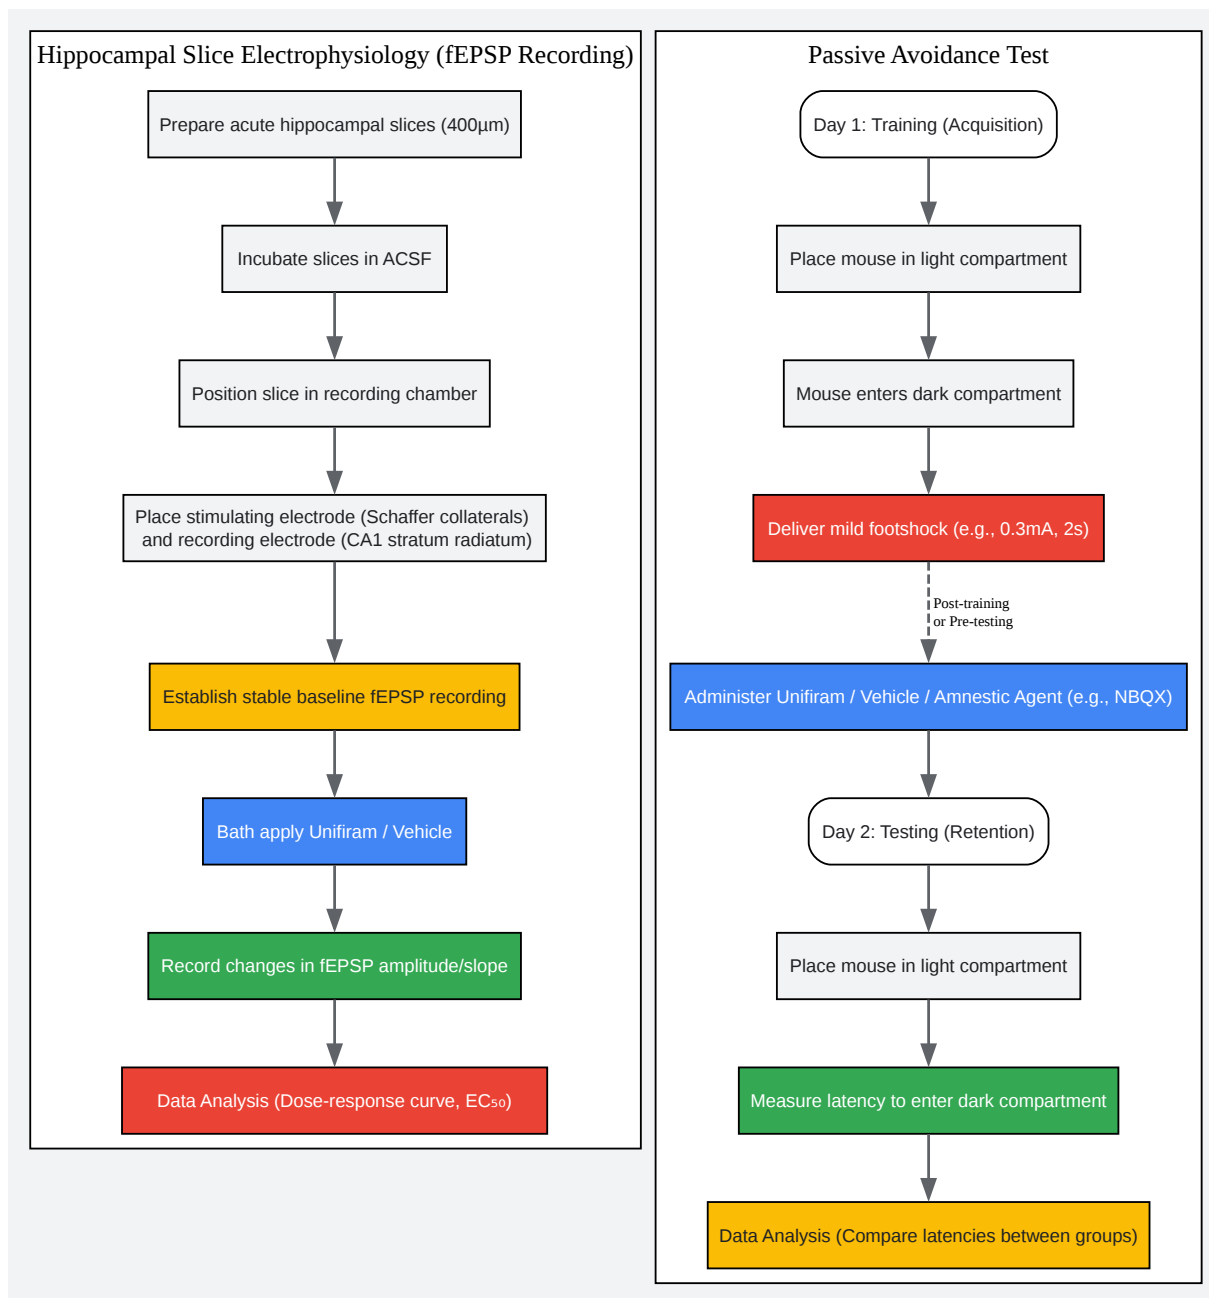 Hippocampal Slice Electrophysiology (fEPSP Recording)
Prepare acute hippocampal slices (400µm)
Incubate slices in ACSF
Position slice in recording chamber
Place stimulating electrode (Schaffer collaterals)
and recording electrode (CA1 stratum radiatum)
Establish stable baseline fEPSP recording
Bath apply Unifiram / Vehicle
Record changes in fEPSP amplitude/slope
Data Analysis (Dose-response curve, EC₅₀)
Passive Avoidance Test
Day 1: Training (Acquisition)
Place mouse in light compartment
Mouse enters dark compartment
Deliver mild footshock (e.g., 0.3mA, 2s)
Post-training
or Pre-testing
Administer Unifiram / Vehicle / Amnestic Agent (e.g., NBQX)
Day 2: Testing (Retention)
Place mouse in light compartment
Measure latency to enter dark compartment
Data Analysis (Compare latencies between groups)